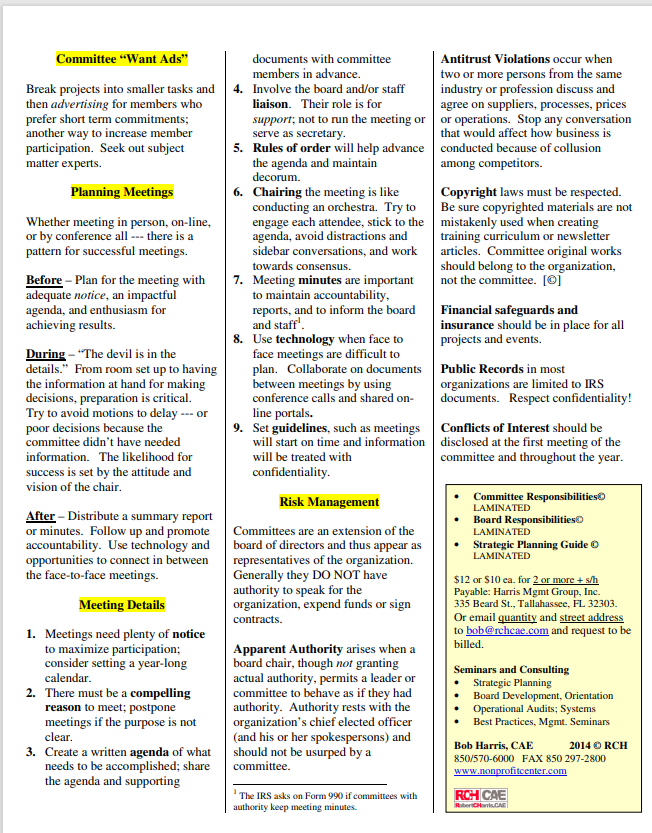 Committee “Want Ads”
Break projects into smaller tasks and
then advertising for members who
prefer short term commitments;
another way to increase member
participation. Seek out subject
matter experts.
Planning Meetings
Whether meeting in person, on-line,
or by conference all --- there is a
pattern for successful meetings.
Before – Plan for the meeting with
adequate notice, an impactful
agenda, and enthusiasm for
achieving results.
During – “The devil is in the
details.” From room set up to having
the information at hand for making
decisions, preparation is critical.
Try to avoid motions to delay --- or
poor decisions because the
committee didn’t have needed
information. The likelihood for
success is set by the attitude and
vision of the chair.
After – Distribute a summary report
or minutes. Follow up and promote
accountability. Use technology and
opportunities to connect in between
the face-to-face meetings.
Meeting Details
1. Meetings need plenty of notice
to maximize participation;
consider setting a year-long
calendar.
2. There must be a compelling
reason to meet; postpone
meetings if the purpose is not
clear.
3. Create a written agenda of what
needs to be accomplished; share
the agenda and supporting
documents with committee
members in advance.
4. Involve the board and/or staff
liaison. Their role is for
support; not to run the meeting or
serve as secretary.
5. Rules of order will help advance
the agenda and maintain
decorum.
6. Chairing the meeting is like
conducting an orchestra. Try to
engage each attendee, stick to the
agenda, avoid distractions and
sidebar conversations, and work
towards consensus.
7. Meeting minutes are important
to maintain accountability,
reports, and to inform the board
and staff¹.
8. Use technology when face to
face meetings are difficult to
plan. Collaborate on documents
between meetings by using
conference calls and shared on-
line portals.
9. Set guidelines, such as meetings
will start on time and information
will be treated with
confidentiality.
Risk Management
Committees are an extension of the
board of directors and thus appear as
representatives of the organization.
Generally they DO NOT have
authority to speak for the
organization, expend funds or sign
contracts.
Apparent Authority arises when a
board chair, though not granting
actual authority, permits a leader or
committee to behave as if they had
authority. Authority rests with the
organization’s chief elected officer
(and his or her spokespersons) and
should not be usurped by a
committee.
¹ The IRS asks on Form 990 if committees with
authority keep meeting minutes.
Antitrust Violations occur when
two or more persons from the same
industry or profession discuss and
agree on suppliers, processes, prices
or operations. Stop any conversation
that would affect how business is
conducted because of collusion
among competitors.
Copyright laws must be respected.
Be sure copyrighted materials are not
mistakenly used when creating
training curriculum or newsletter
articles. Committee original works
should belong to the organization,
not the committee. [©]
Financial safeguards and
insurance should be in place for all
projects and events.
Public Records in most
organizations are limited to IRS
documents. Respect confidentiality!
Conflicts of Interest should be
disclosed at the first meeting of the
committee and throughout the year.
• Committee Responsibilities©
LAMINATED
• Board Responsibilities©
LAMINATED
• Strategic Planning Guide ©
LAMINATED
$12 or $10 ea. for 2 or more + s/h
Payable: Harris Mgmt Group, Inc.
335 Beard St., Tallahassee, FL 32303.
Or email quantity and street address
to bob@rchcae.com and request to be
billed.
Seminars and Consulting
• Strategic Planning
• Board Development, Orientation
• Operational Audits; Systems
• Best Practices, Mgmt. Seminars
Bob Harris, CAE 2014 © RCH
850/570-6000 FAX 850 297-2800
www.nonprofitcenter.com
RCH CAE
RobertCHarris,CAE